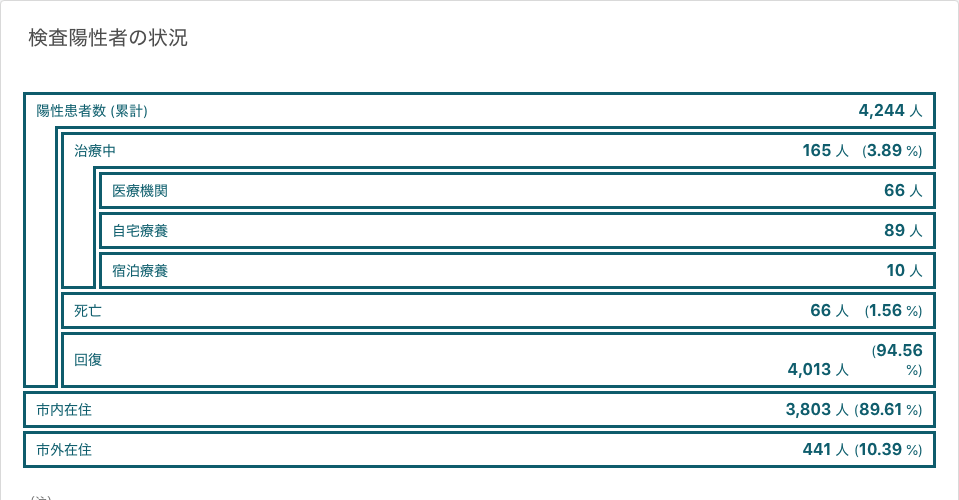 検査陽性者の状況
陽性患者数 (累計) 4,244 人
治療中 165 人 (3.89 %)
医療機関 66 人
自宅療養 89 人
宿泊療養 10 人
死亡 66 人 (1.56 %)
回復 4,013 人 (94.56 %)
市内在住 3,803 人 (89.61 %)
市外在住 441 人 (10.39 %)
(注)